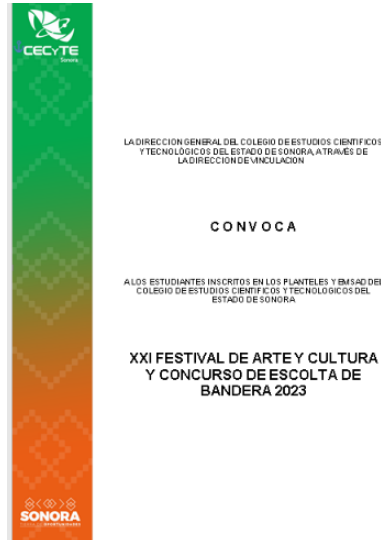 CECyTE
Sonora
LA DIRECCION GENERAL DEL COLEGIO DE ESTUDIOS CIENTIFICOS
Y TECNOLÓGICOS DEL ESTADO DE SONORA, A TRAVÉS DE
LA DIRECCION DE VINCULACION
CONVOCA
A LOS ESTUDIANTES INSCRITOS EN LOS PLANTELES Y EMSAD DEL
COLEGIO DE ESTUDIOS CIENTIFICOS Y TECNOLOGICOS DEL
ESTADO DE SONORA
XXI FESTIVAL DE ARTE Y CULTURA
Y CONCURSO DE ESCOLTA DE
BANDERA 2023
SONORA